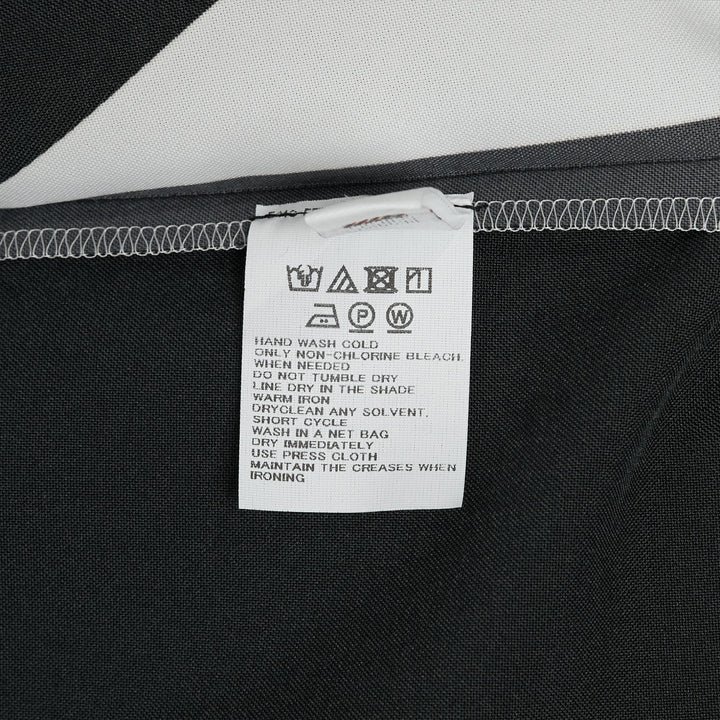 P W
HAND WASH COLD
ONLY NON-CHLORINE BLEACH,
WHEN NEEDED
DO NOT TUMBLE DRY
LINE DRY IN THE SHADE
WARM IRON
DRYCLEAN ANY SOLVENT,
SHORT CYCLE
WASH IN A NET BAG
DRY IMMEDIATELY
USE PRESS CLOTH
MAINTAIN THE CREASES WHEN
IRONING